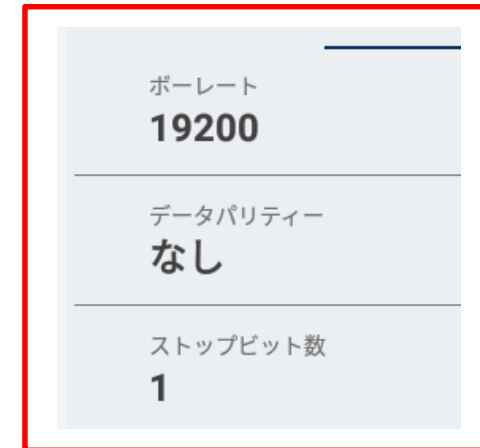 ボーレート
19200
データパリティー
なし
ストップビット数
1